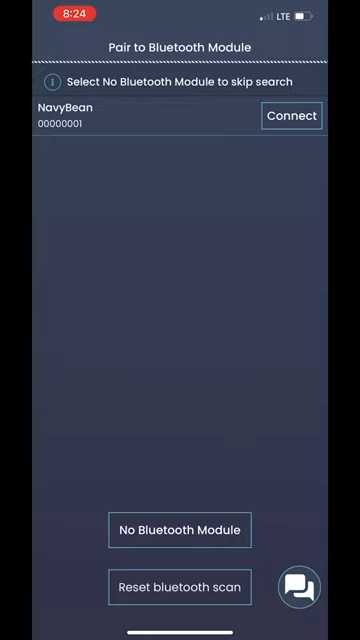 8:24
LTE
Pair to Bluetooth Module
i Select No Bluetooth Module to skip search
NavyBean
00000001
Connect
No Bluetooth Module
Reset bluetooth scan